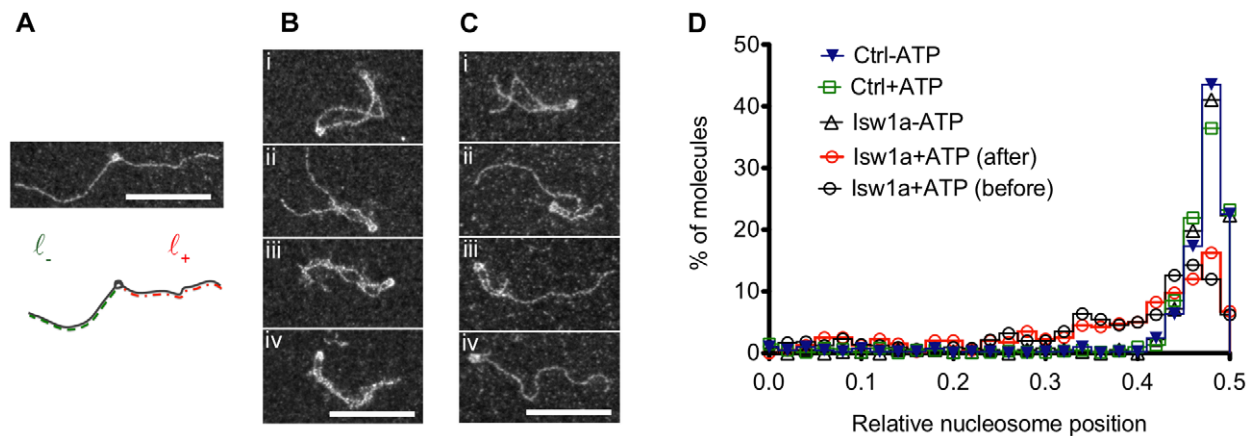 A
B
C
D
ℓ-
ℓ+
i
ii
iii
iv
i
ii
iii
iv
50
40
30
20
10
0
% of molecules
Ctrl-ATP
Ctrl+ATP
Isw1a-ATP
Isw1a+ATP (after)
Isw1a+ATP (before)
0.0 0.1 0.2 0.3 0.4 0.5
Relative nucleosome position